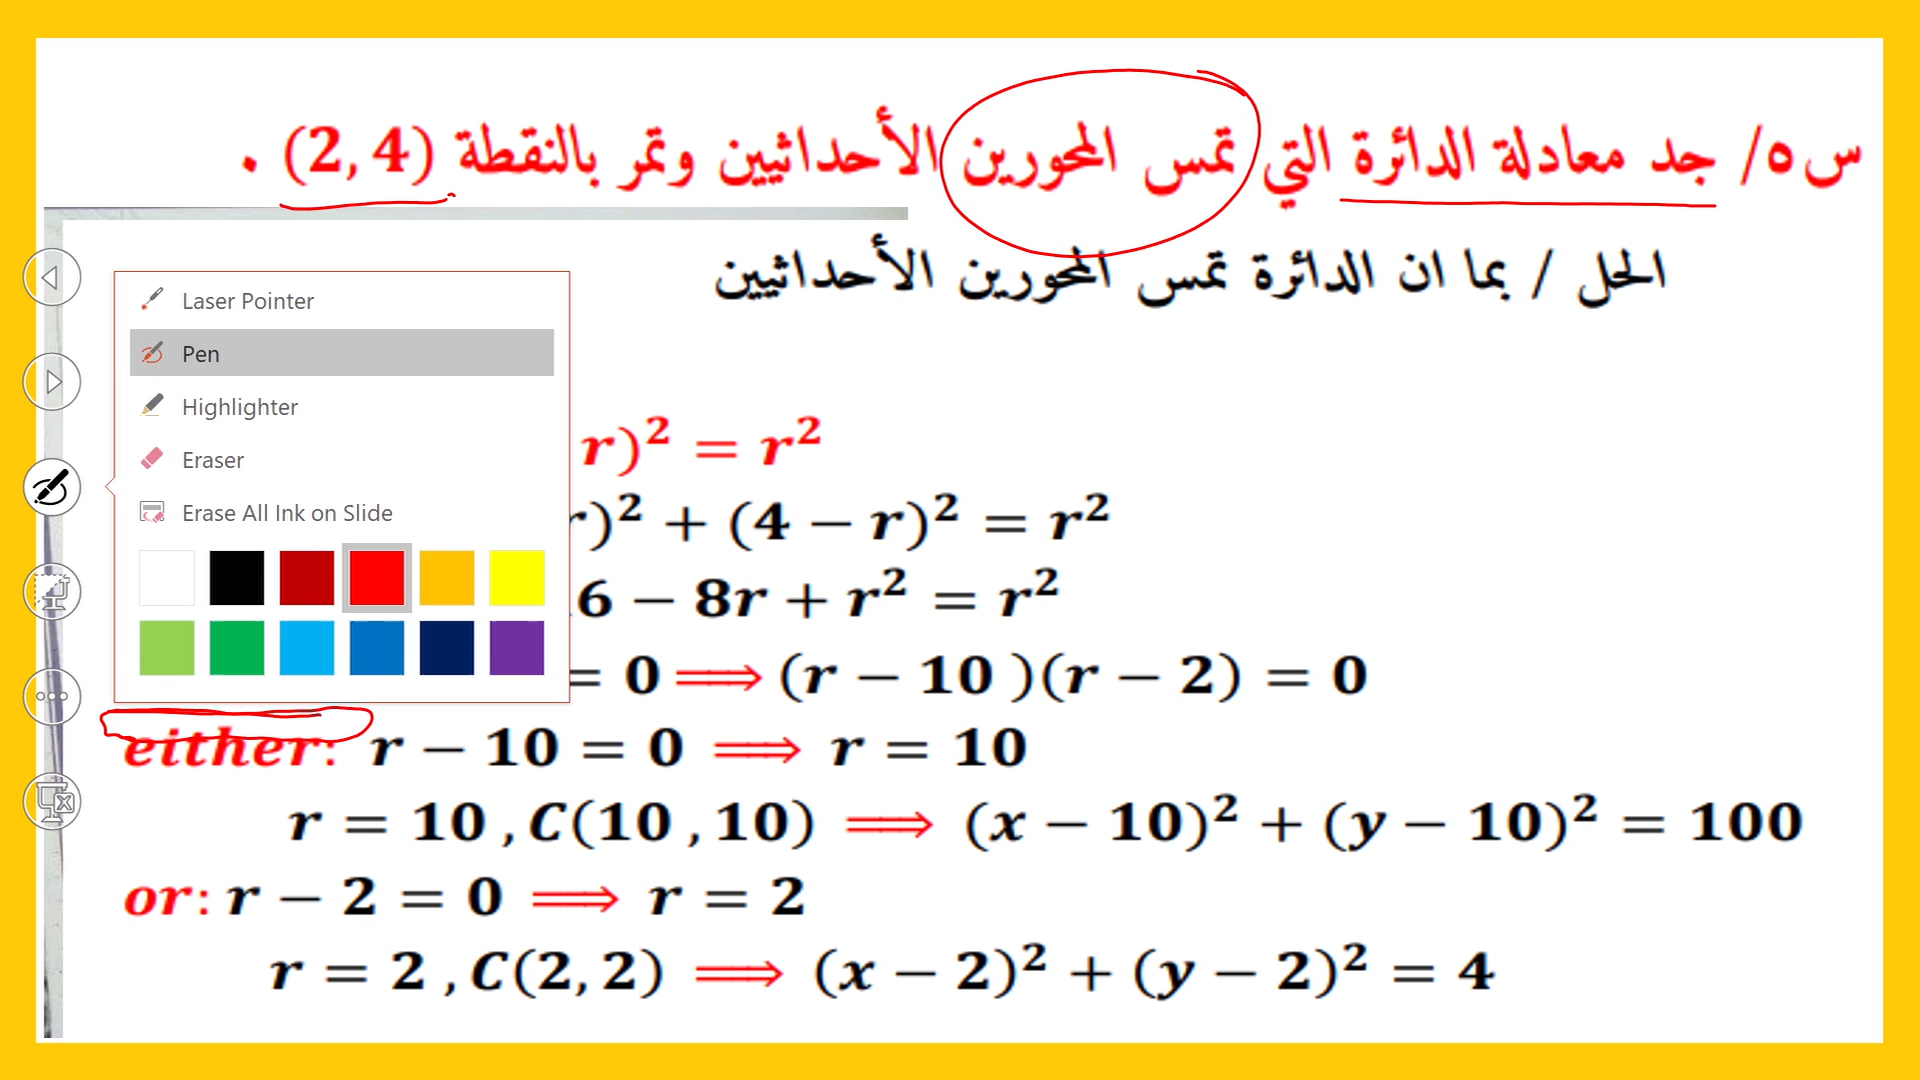 س٥/ جد معادلة الدائرة التي تمس المحورين الأحداثيين وتمر بالنقطة (2, 4) .
الحل / بما ان الدائرة تمس المحورين الأحداثيين
Laser Pointer
Pen
Highlighter
Eraser
Erase All Ink on Slide
r)² = r²
r)² + (4 − r)² = r²
6 − 8r + r² = r²
= 0 ⟹ (r − 10 )(r − 2) = 0
either: r − 10 = 0 ⟹ r = 10
r = 10 , C(10 , 10) ⟹ (x − 10)² + (y − 10)² = 100
or: r − 2 = 0 ⟹ r = 2
r = 2 , C(2, 2) ⟹ (x − 2)² + (y − 2)² = 4